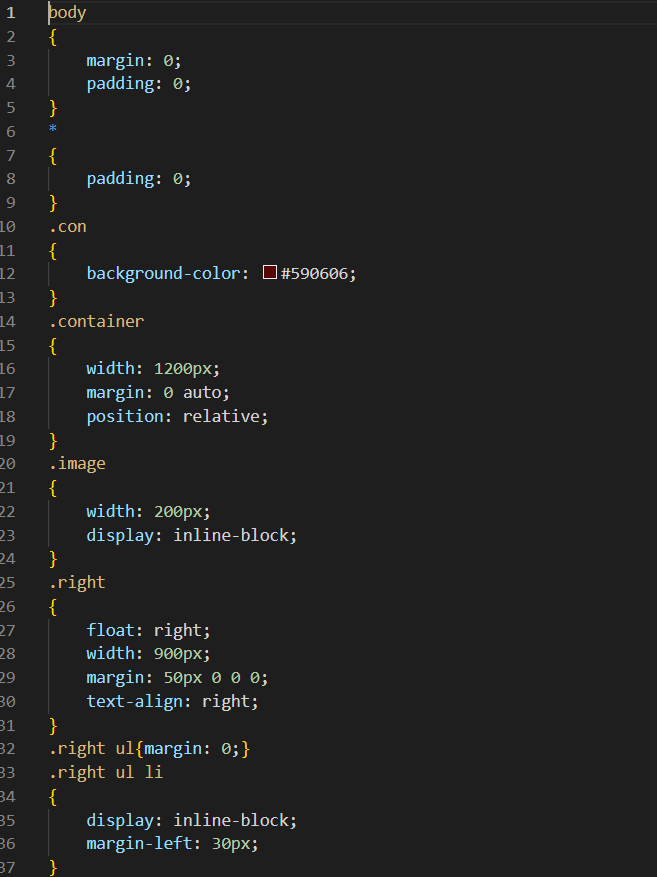 1 body
2 {
3     margin: 0;
4     padding: 0;
5 }
6 *
7 {
8     padding: 0;
9 }
10 .con
11 {
12     background-color: #590606;
13 }
14 .container
15 {
16     width: 1200px;
17     margin: 0 auto;
18     position: relative;
19 }
20 .image
21 {
22     width: 200px;
23     display: inline-block;
24 }
25 .right
26 {
27     float: right;
28     width: 900px;
29     margin: 50px 0 0 0;
30     text-align: right;
31 }
32 .right ul{margin: 0;}
33 .right ul li
34 {
35     display: inline-block;
36     margin-left: 30px;
37 }